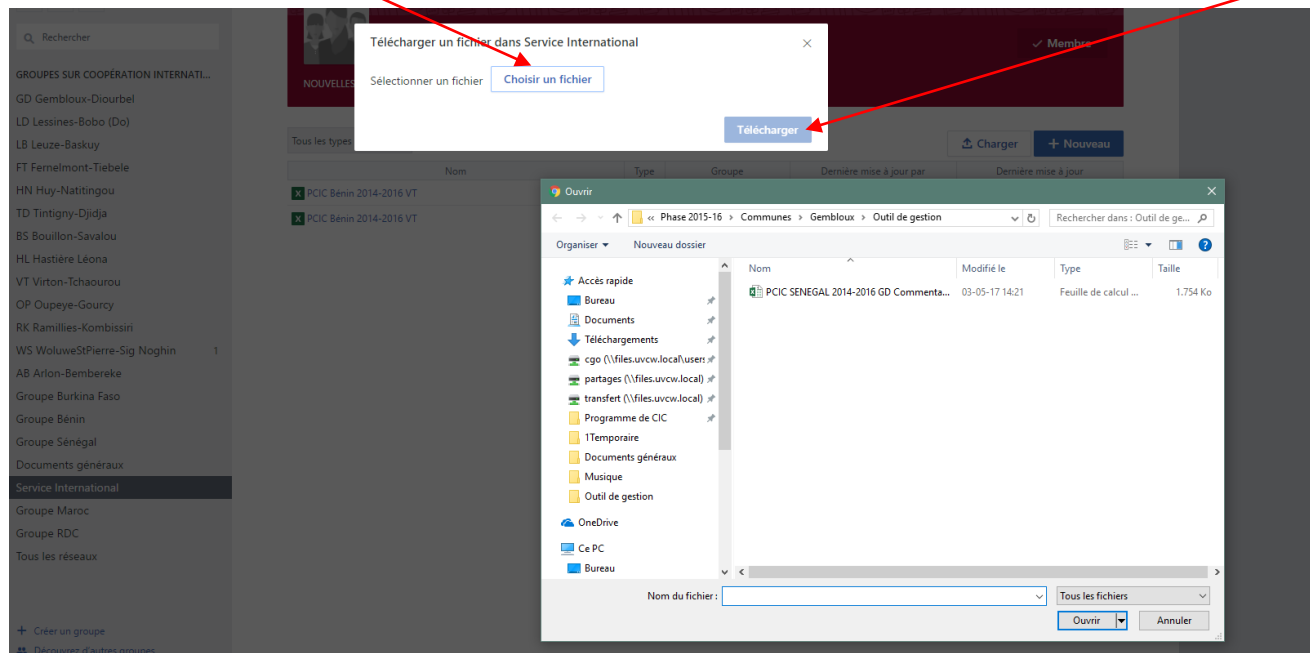 Rechercher
GROUPES SUR COOPÉRATION INTERNATI...
GD Gembloux-Diourbel
LD Lessines-Bobo (Do)
LB Leuze-Baskuy
FT Fernelmont-Tiebele
HN Huy-Natitingou
TD Tintigny-Djidja
BS Bouillon-Savalou
HL Hastière Léona
VT Virton-Tchaourou
OP Oupeye-Gourcy
RK Ramillies-Kombissiri
WS WoluweStPierre-Sig Noghin 1
AB Arlon-Bembereke
Groupe Burkina Faso
Groupe Bénin
Groupe Sénégal
Documents généraux
Service International
Groupe Maroc
Groupe RDC
Tous les réseaux
+ Créer un groupe
Découvrez d'autres groupes
Membre
NOUVELLES
Télécharger un fichier dans Service International ×
Sélectionner un fichier Choisir un fichier
Télécharger
Tous les types
Charger + Nouveau
Nom Type Groupe Dernière mise à jour par Dernière mise à jour
PCIC Bénin 2014-2016 VT
PCIC Bénin 2014-2016 VT
Ouvrir
« Phase 2015-16 > Communes > Gembloux > Outil de gestion
Rechercher dans : Outil de ge...
Organiser Nouveau dossier
Accès rapide
Bureau
Documents
Téléchargements
cgo (\\files.uvcw.local\users
partages (\\files.uvcw.local)
transfert (\\files.uvcw.local)
Programme de CIC
1Temporaire
Documents généraux
Musique
Outil de gestion
OneDrive
Ce PC
Bureau
Nom Modifié le Type Taille
PCIC SENEGAL 2014-2016 GD Commenta... 03-05-17 14:21 Feuille de calcul ... 1.754 Ko
Nom du fichier : Tous les fichiers
Ouvrir Annuler